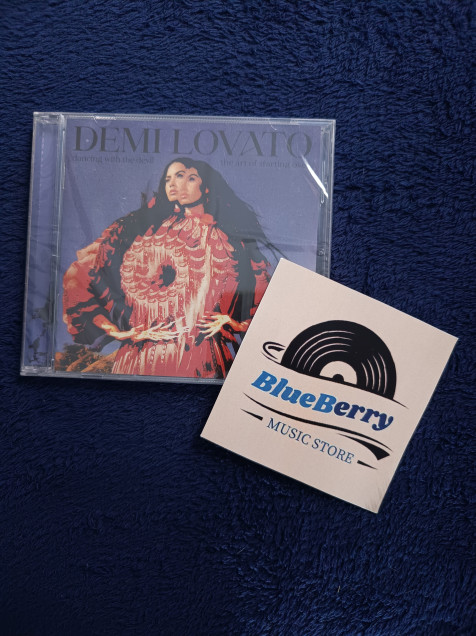 DEMI LOVATO
dancing with the devil
the art of starting
BlueBerry
MUSIC STORE